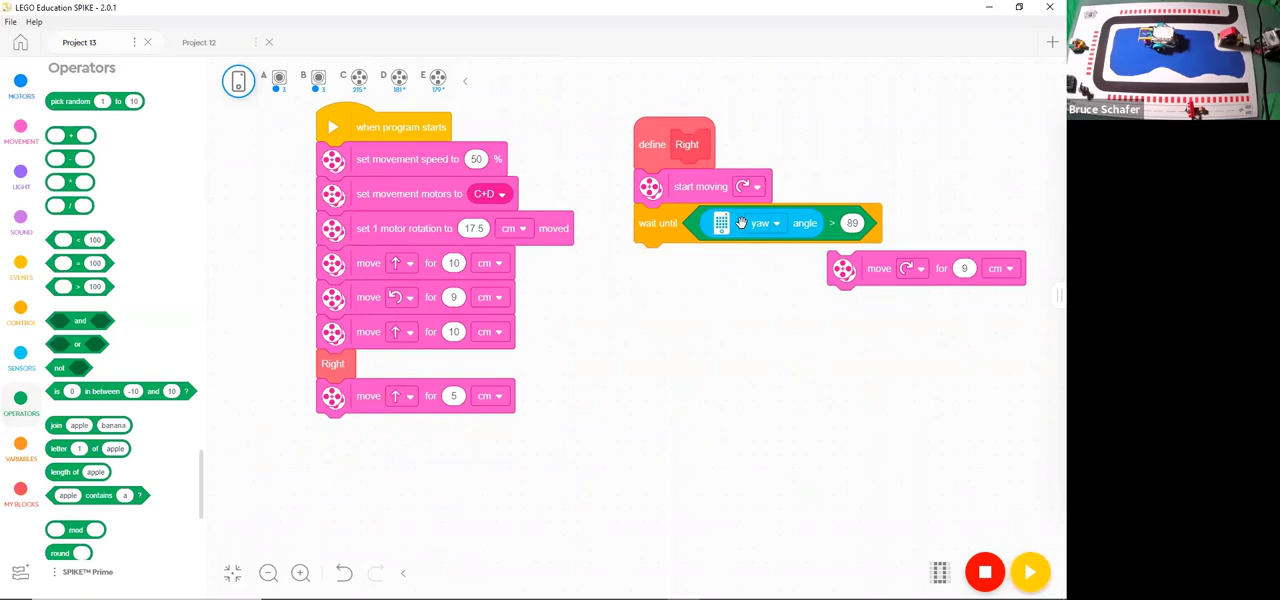 LEGO Education SPIKE - 2.0.1
File Help
Project 13 Project 12
Operators
MOTORS
MOVEMENT
LIGHT
SOUND
EVENTS
CONTROL
SENSORS
OPERATORS
VARIABLES
MY BLOCKS
pick random 1 to 10
+
-
*
/
< 100
= 100
> 100
and
or
not
is 0 in between -10 and 10 ?
join apple banana
letter 1 of apple
length of apple
apple contains a ?
mod
round
SPIKE™ Prime
A B C D E
3 3 215° 181° 179°
when program starts
set movement speed to 50 %
set movement motors to C+D
set 1 motor rotation to 17.5 cm moved
move for 10 cm
move for 9 cm
move for 10 cm
Right
move for 5 cm
define Right
start moving
wait until yaw angle > 89
move for 9 cm
Bruce Schafer